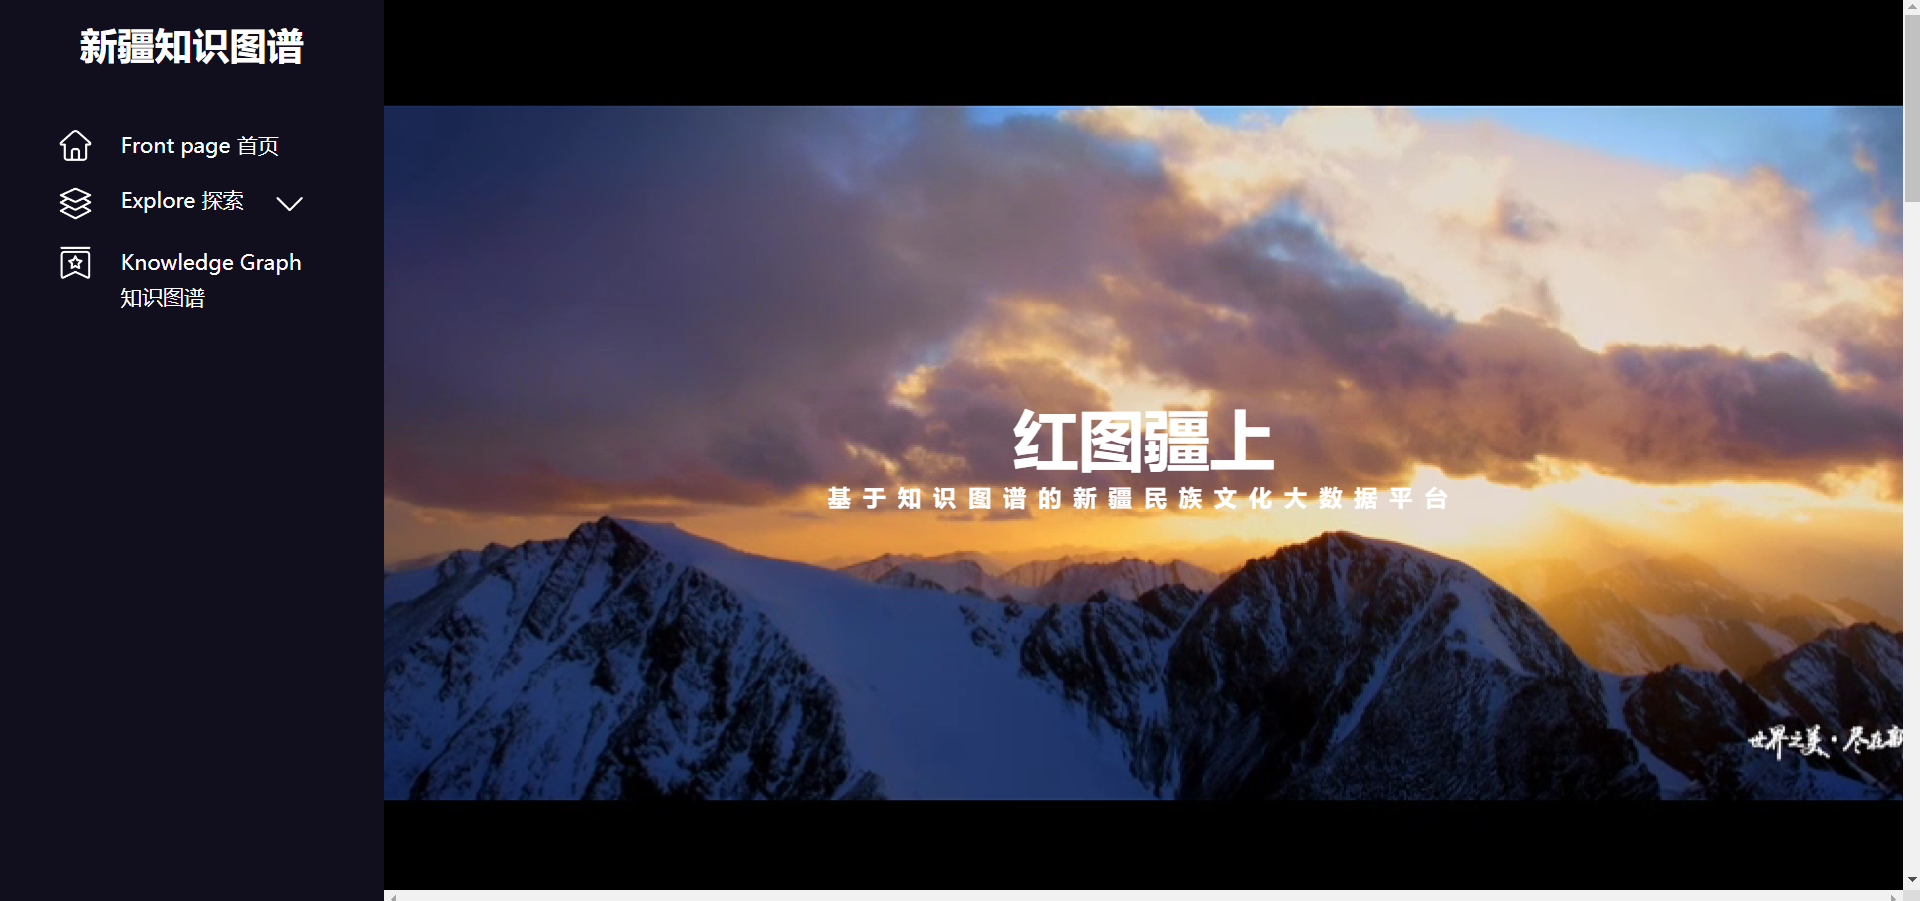 新疆知识图谱
Front page 首页
Explore 探索
Knowledge Graph
知识图谱
红图疆上
基于知识图谱的新疆民族文化大数据平台
世界之美·尽在新